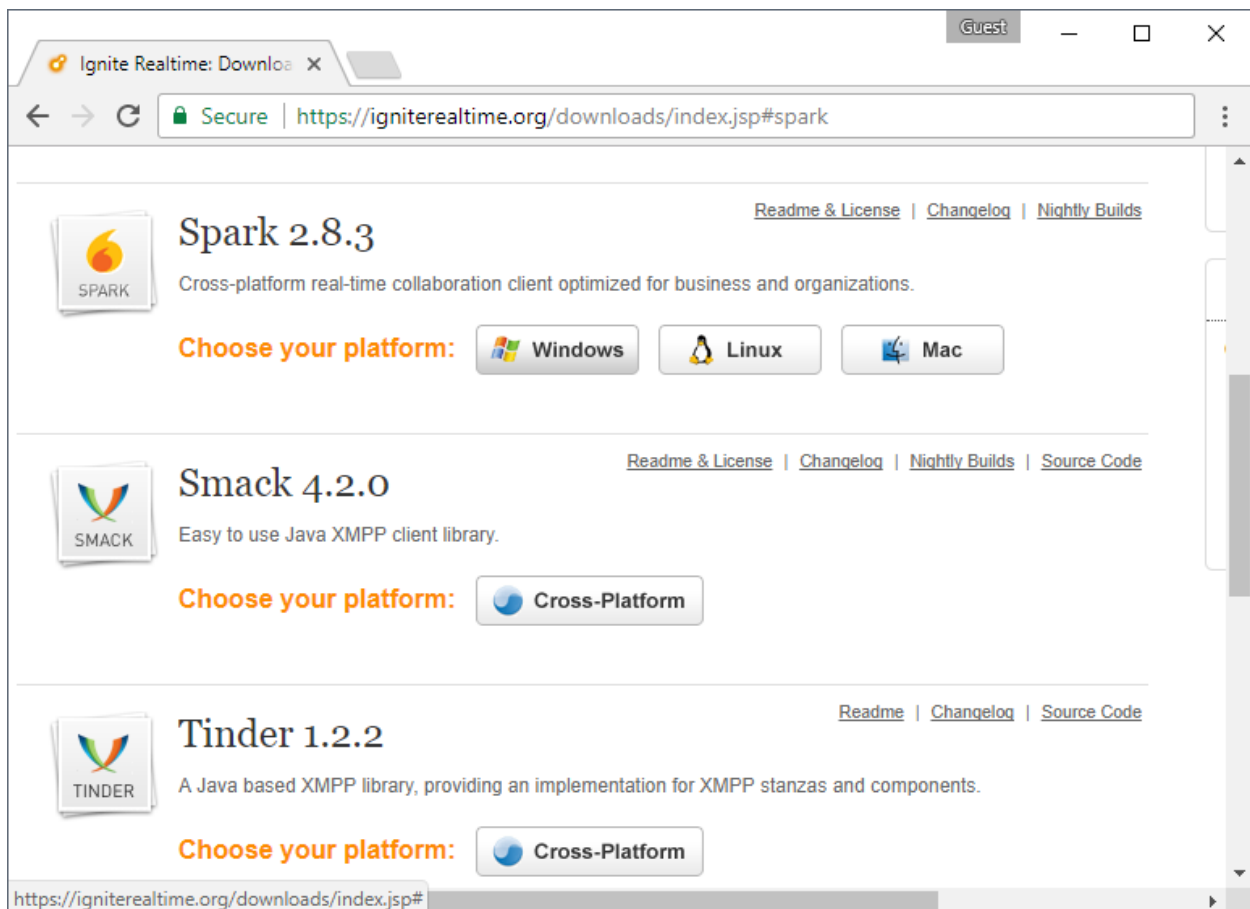 Guest
Ignite Realtime: Downloa
Secure https://igniterealtime.org/downloads/index.jsp#spark
Readme & License | Changelog | Nightly Builds
SPARK
Spark 2.8.3
Cross-platform real-time collaboration client optimized for business and organizations.
Choose your platform: Windows Linux Mac
Readme & License | Changelog | Nightly Builds | Source Code
SMACK
Smack 4.2.0
Easy to use Java XMPP client library.
Choose your platform: Cross-Platform
Readme | Changelog | Source Code
TINDER
Tinder 1.2.2
A Java based XMPP library, providing an implementation for XMPP stanzas and components.
Choose your platform: Cross-Platform
https://igniterealtime.org/downloads/index.jsp#